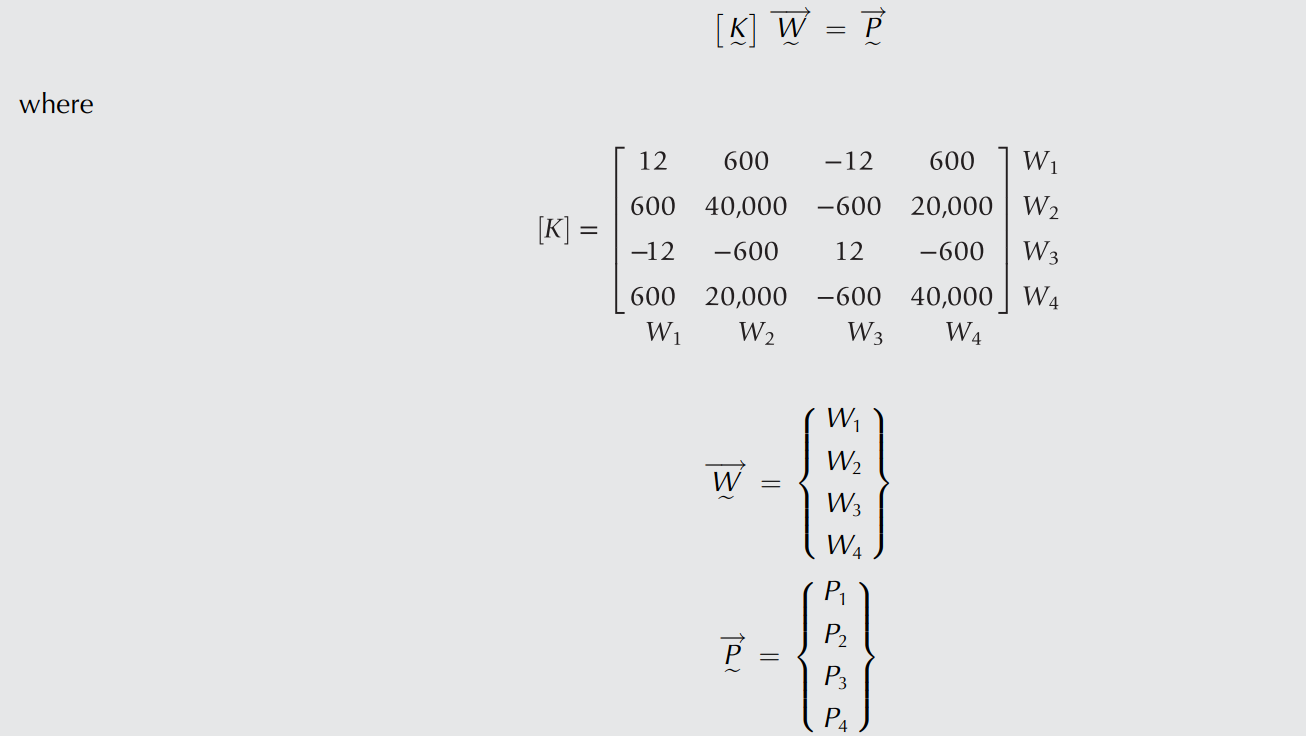 [K] W = P
where
[K] = [ 12 600 −12 600 ] W1
600 40,000 −600 20,000 W2
−12 −600 12 −600 W3
600 20,000 −600 40,000 W4
W1 W2 W3 W4
W = { W1
W2
W3
W4 }
P = { P1
P2
P3
P4 }